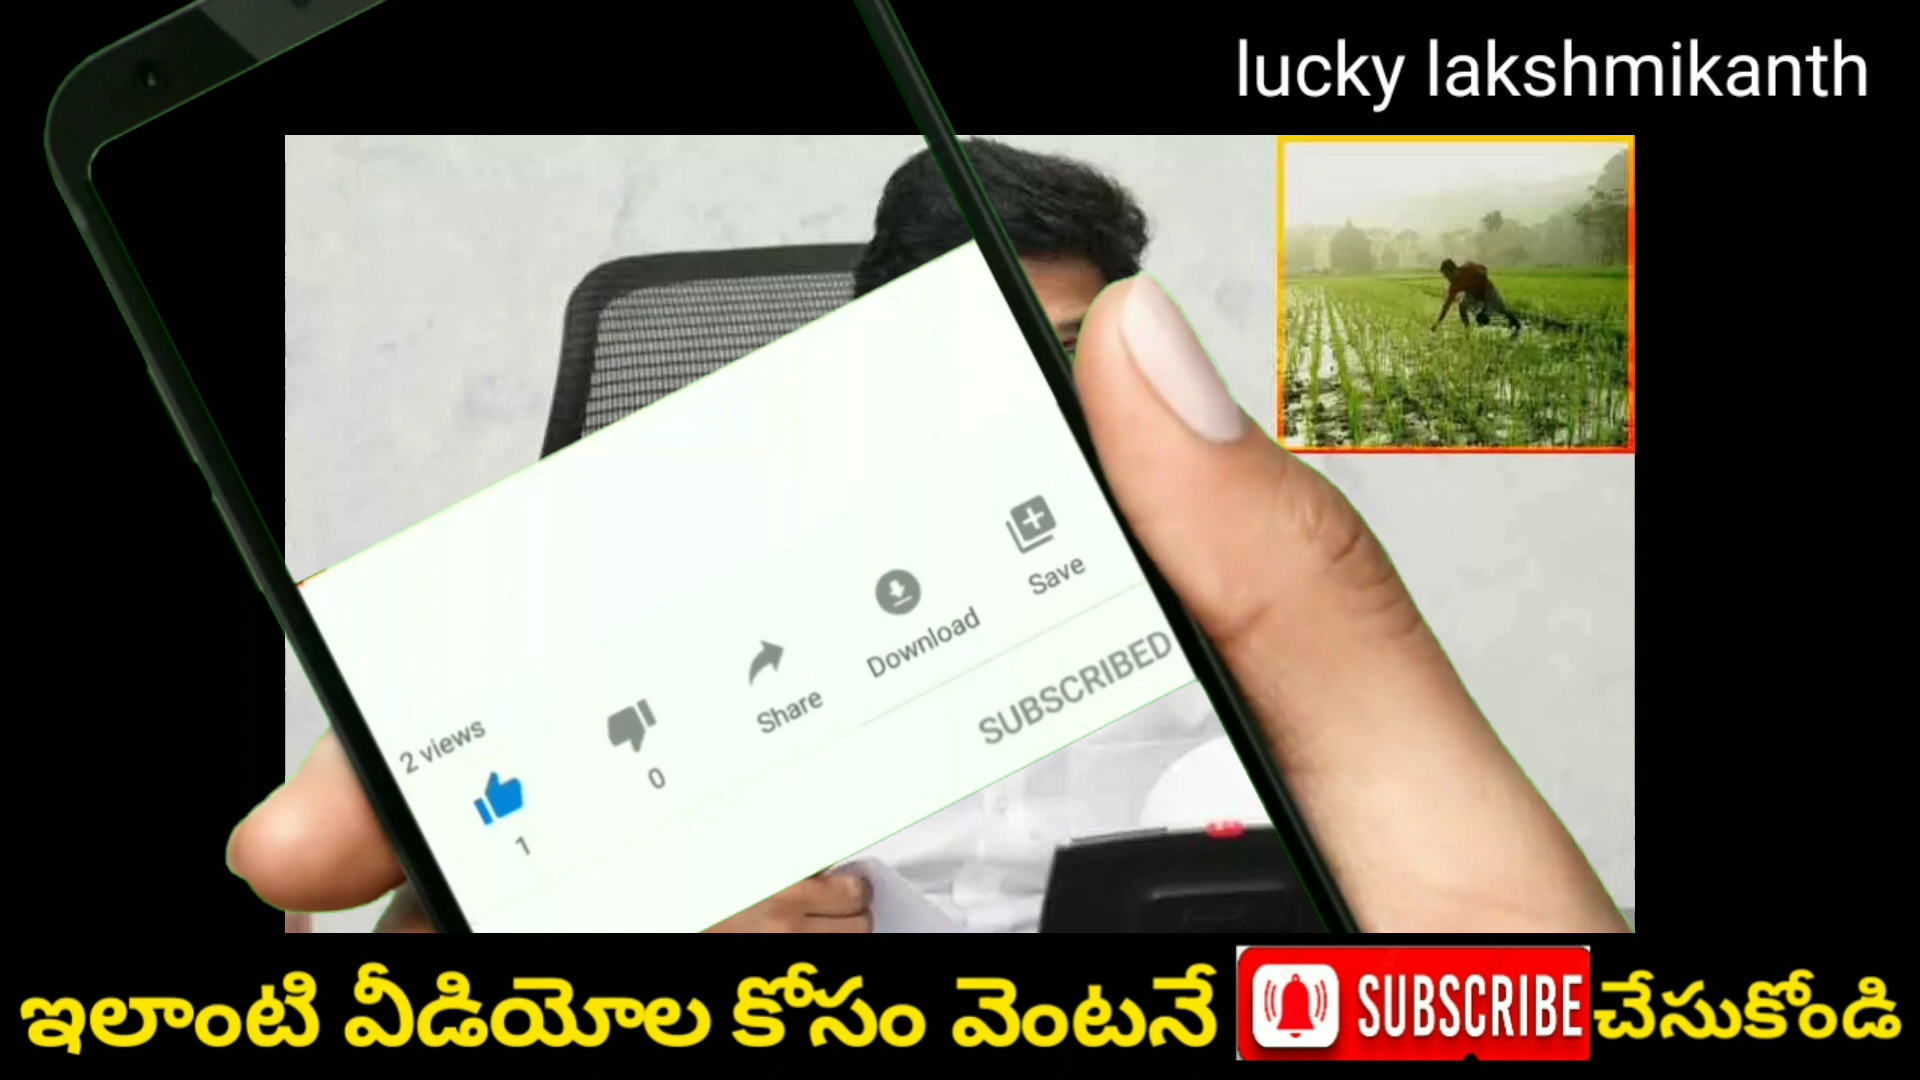 lucky lakshmikanth
2 views
1
0
Share
Download
Save
SUBSCRIBED
ఇలాంటి వీడియోల కోసం వెంటనే SUBSCRIBE చేసుకోండి